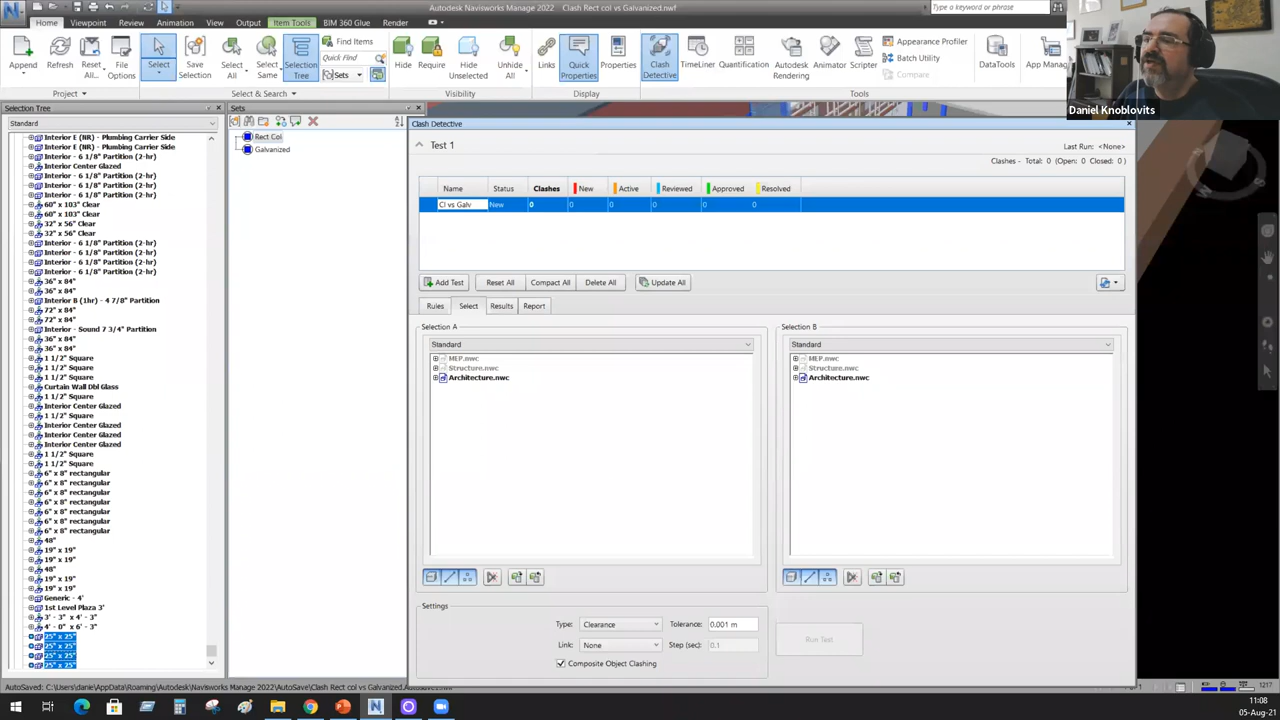 Autodesk Navisworks Manage 2022 Clash Rect col vs Galvanized.nwf
Type a keyword or phrase
Home Viewpoint Review Animation View Output Item Tools BIM 360 Glue Render
Append
Refresh
Reset All...
File Options
Project
Select
Save Selection
Select All
Select Same
Selection Tree
Find Items
Quick Find
Sets
Select & Search
Hide
Require
Hide Unselected
Unhide All
Visibility
Links
Quick Properties
Properties
Display
Clash Detective
TimeLiner
Quantification
Autodesk Rendering
Animator
Scripter
Appearance Profiler
Batch Utility
Compare
Tools
DataTools
App Manag
Daniel Knoblovits
Selection Tree
Standard
Interior E (NR) - Plumbing Carrier Side
Interior E (NR) - Plumbing Carrier Side
Interior - 6 1/8" Partition (2-hr)
Interior Center Glazed
Interior - 6 1/8" Partition (2-hr)
Interior - 6 1/8" Partition (2-hr)
Interior - 6 1/8" Partition (2-hr)
60" x 103" Clear
60" x 103" Clear
32" x 56" Clear
32" x 56" Clear
Interior - 6 1/8" Partition (2-hr)
Interior - 6 1/8" Partition (2-hr)
Interior - 6 1/8" Partition (2-hr)
Interior - 6 1/8" Partition (2-hr)
36" x 84"
36" x 84"
Interior B (1hr) - 4 7/8" Partition
72" x 84"
72" x 84"
Interior - Sound 7 3/4" Partition
36" x 84"
36" x 84"
1 1/2" Square
1 1/2" Square
1 1/2" Square
Curtain Wall Dbl Glass
1 1/2" Square
Interior Center Glazed
1 1/2" Square
Interior Center Glazed
Interior Center Glazed
Interior Center Glazed
1 1/2" Square
1 1/2" Square
6" x 8" rectangular
6" x 8" rectangular
6" x 8" rectangular
6" x 8" rectangular
6" x 8" rectangular
6" x 8" rectangular
6" x 8" rectangular
48"
19" x 19"
19" x 19"
48"
19" x 19"
19" x 19"
Generic - 4'
1st Level Plaza 3'
3' - 3" x 4' - 3"
4' - 0" x 6' - 3"
25" x 25"
25" x 25"
25" x 25"
25" x 25"
Sets
Rect Col
Galvanized
Clash Detective
Test 1
Last Run: <None>
Clashes - Total: 0 (Open: 0 Closed: 0)
Name Status Clashes New Active Reviewed Approved Resolved
Cl vs Galv New 0 0 0 0 0 0
Add Test Reset All Compact All Delete All Update All
Rules Select Results Report
Selection A
Standard
MEP.nwc
Structure.nwc
Architecture.nwc
Selection B
Standard
MEP.nwc
Structure.nwc
Architecture.nwc
Settings
Type: Clearance Tolerance: 0.001 m
Link: None Step (sec): 0.1
Composite Object Clashing
Run Test
1217
11:08
05-Aug-21